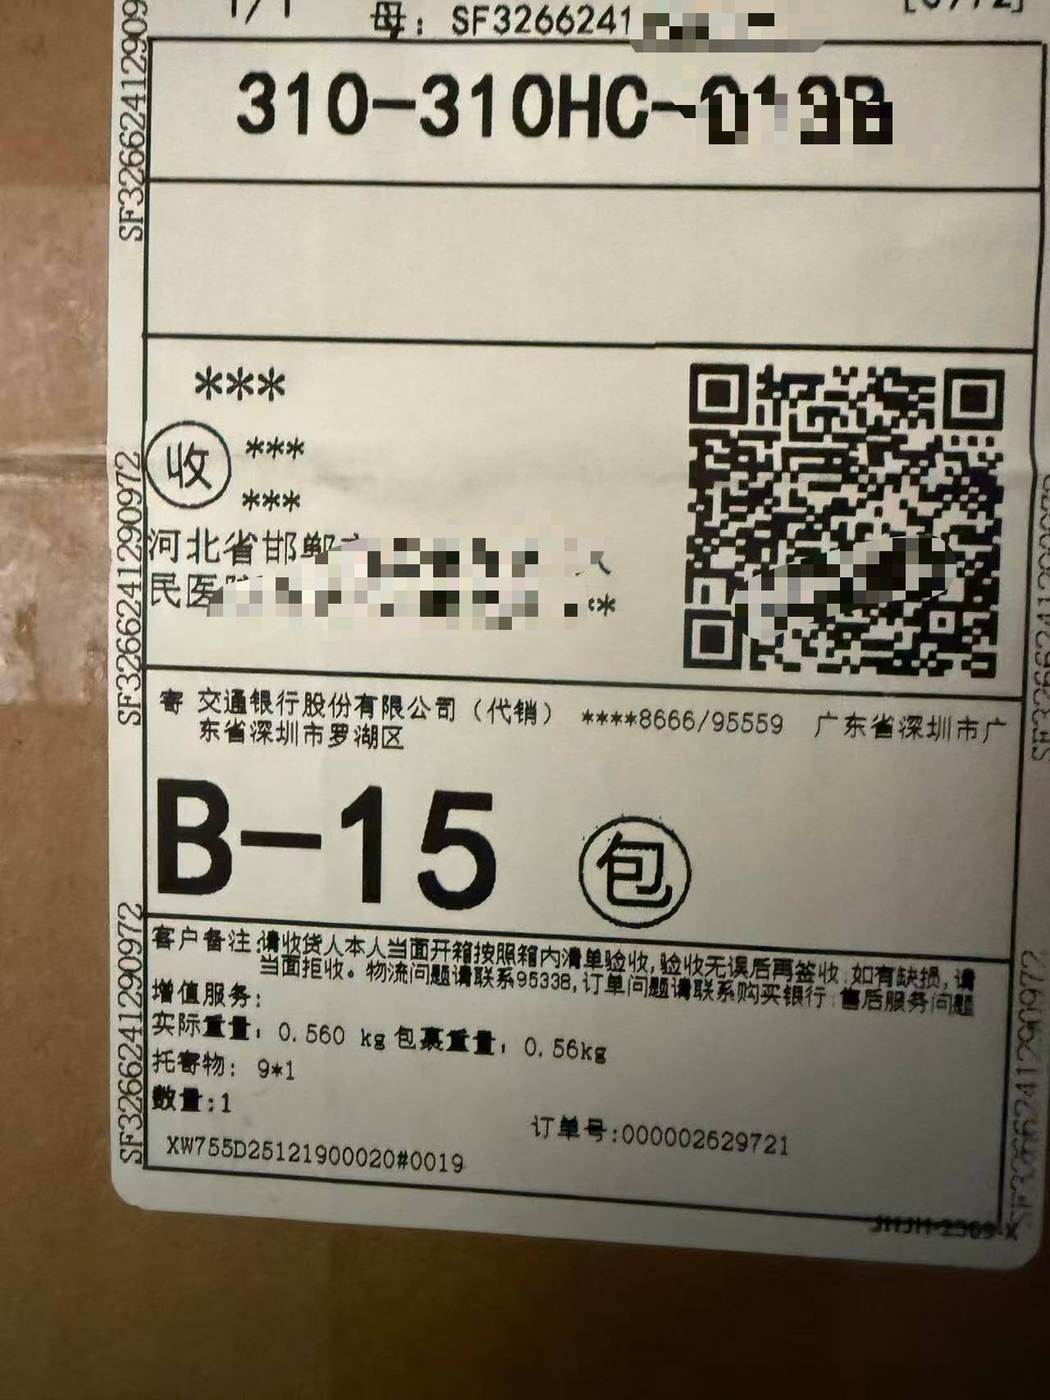 1/1
母: SF3266241
310-310HC-
***
收 ***
***
河北省邯郸
民医
*
寄 交通银行股份有限公司（代销） ****8666/95559 广东省深圳市广
东省深圳市罗湖区
B-15 包
客户备注:请收货人本人当面开箱按照箱内清单验收,验收无误后再签收,如有缺损,请
当面拒收。物流问题请联系95338,订单问题请联系购买银行,售后服务问题
增值服务:
实际重量: 0.560 kg 包裹重量: 0.56kg
托寄物: 9*1
数量:1
订单号:000002629721
XW755D25121900020#0019
SF3266241290972
SF3266241290972